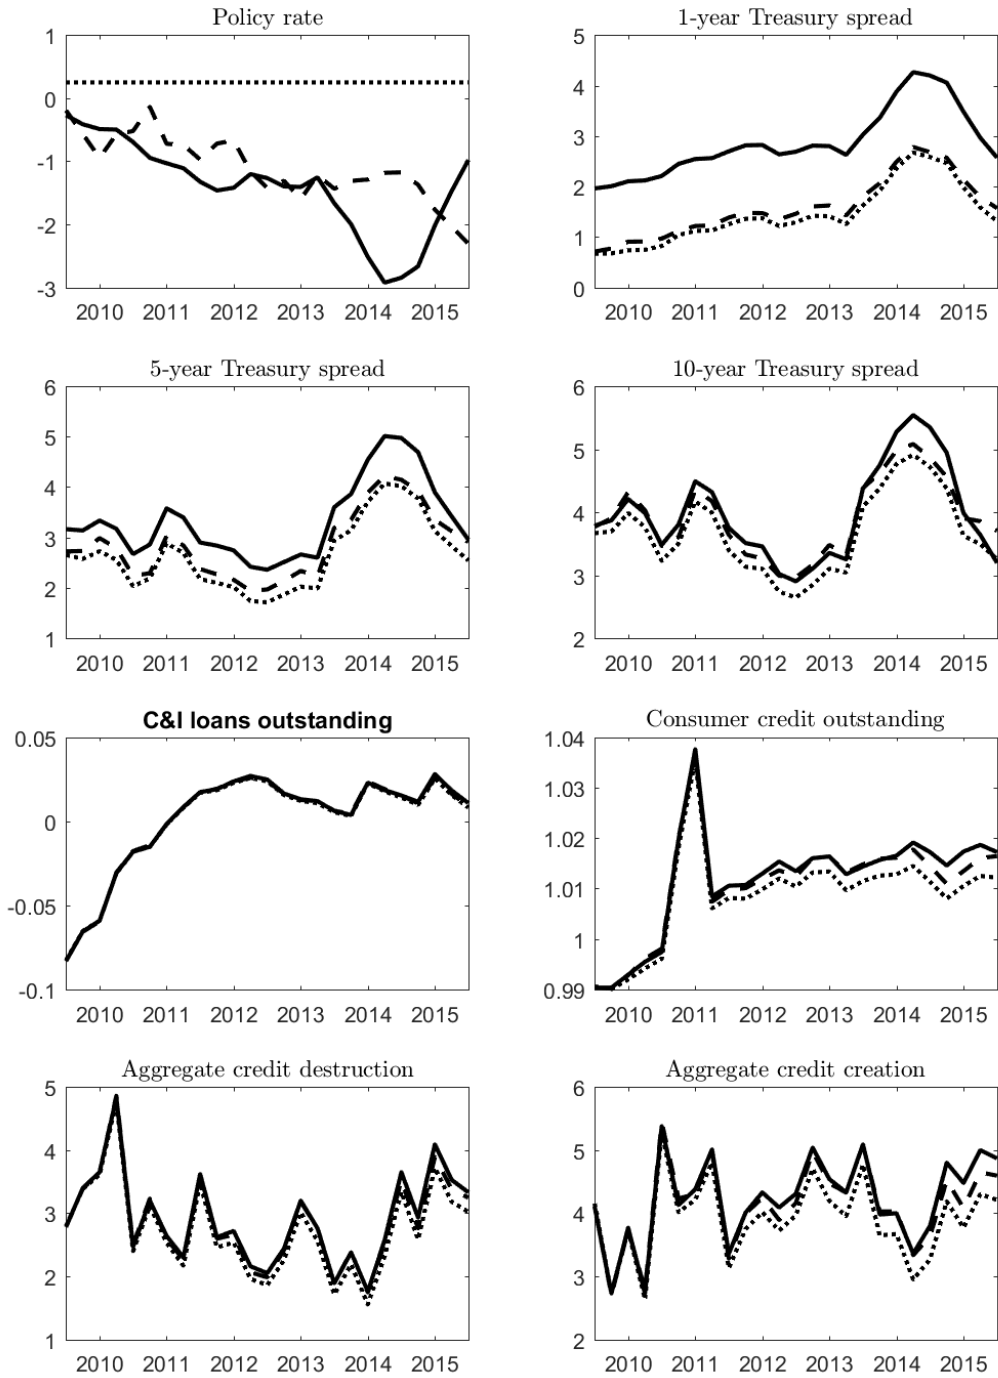 Policy rate
1
0
-1
-2
-3
2010 2011 2012 2013 2014 2015
1-year Treasury spread
5
4
3
2
1
0
2010 2011 2012 2013 2014 2015
5-year Treasury spread
6
5
4
3
2
1
2010 2011 2012 2013 2014 2015
10-year Treasury spread
6
5
4
3
2
2010 2011 2012 2013 2014 2015
C&I loans outstanding
0.05
0
-0.05
-0.1
2010 2011 2012 2013 2014 2015
Consumer credit outstanding
1.04
1.03
1.02
1.01
1
0.99
2010 2011 2012 2013 2014 2015
Aggregate credit destruction
5
4
3
2
1
2010 2011 2012 2013 2014 2015
Aggregate credit creation
6
5
4
3
2
2010 2011 2012 2013 2014 2015